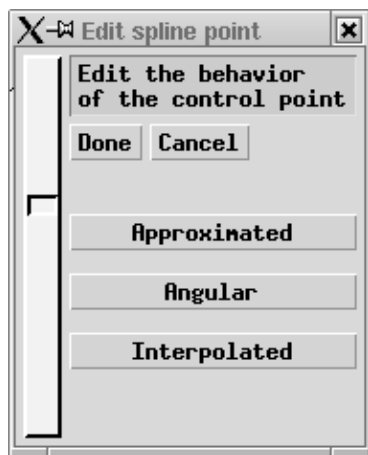 Edit spline point
Edit the behavior
of the control point
Done Cancel
Approximated
Angular
Interpolated